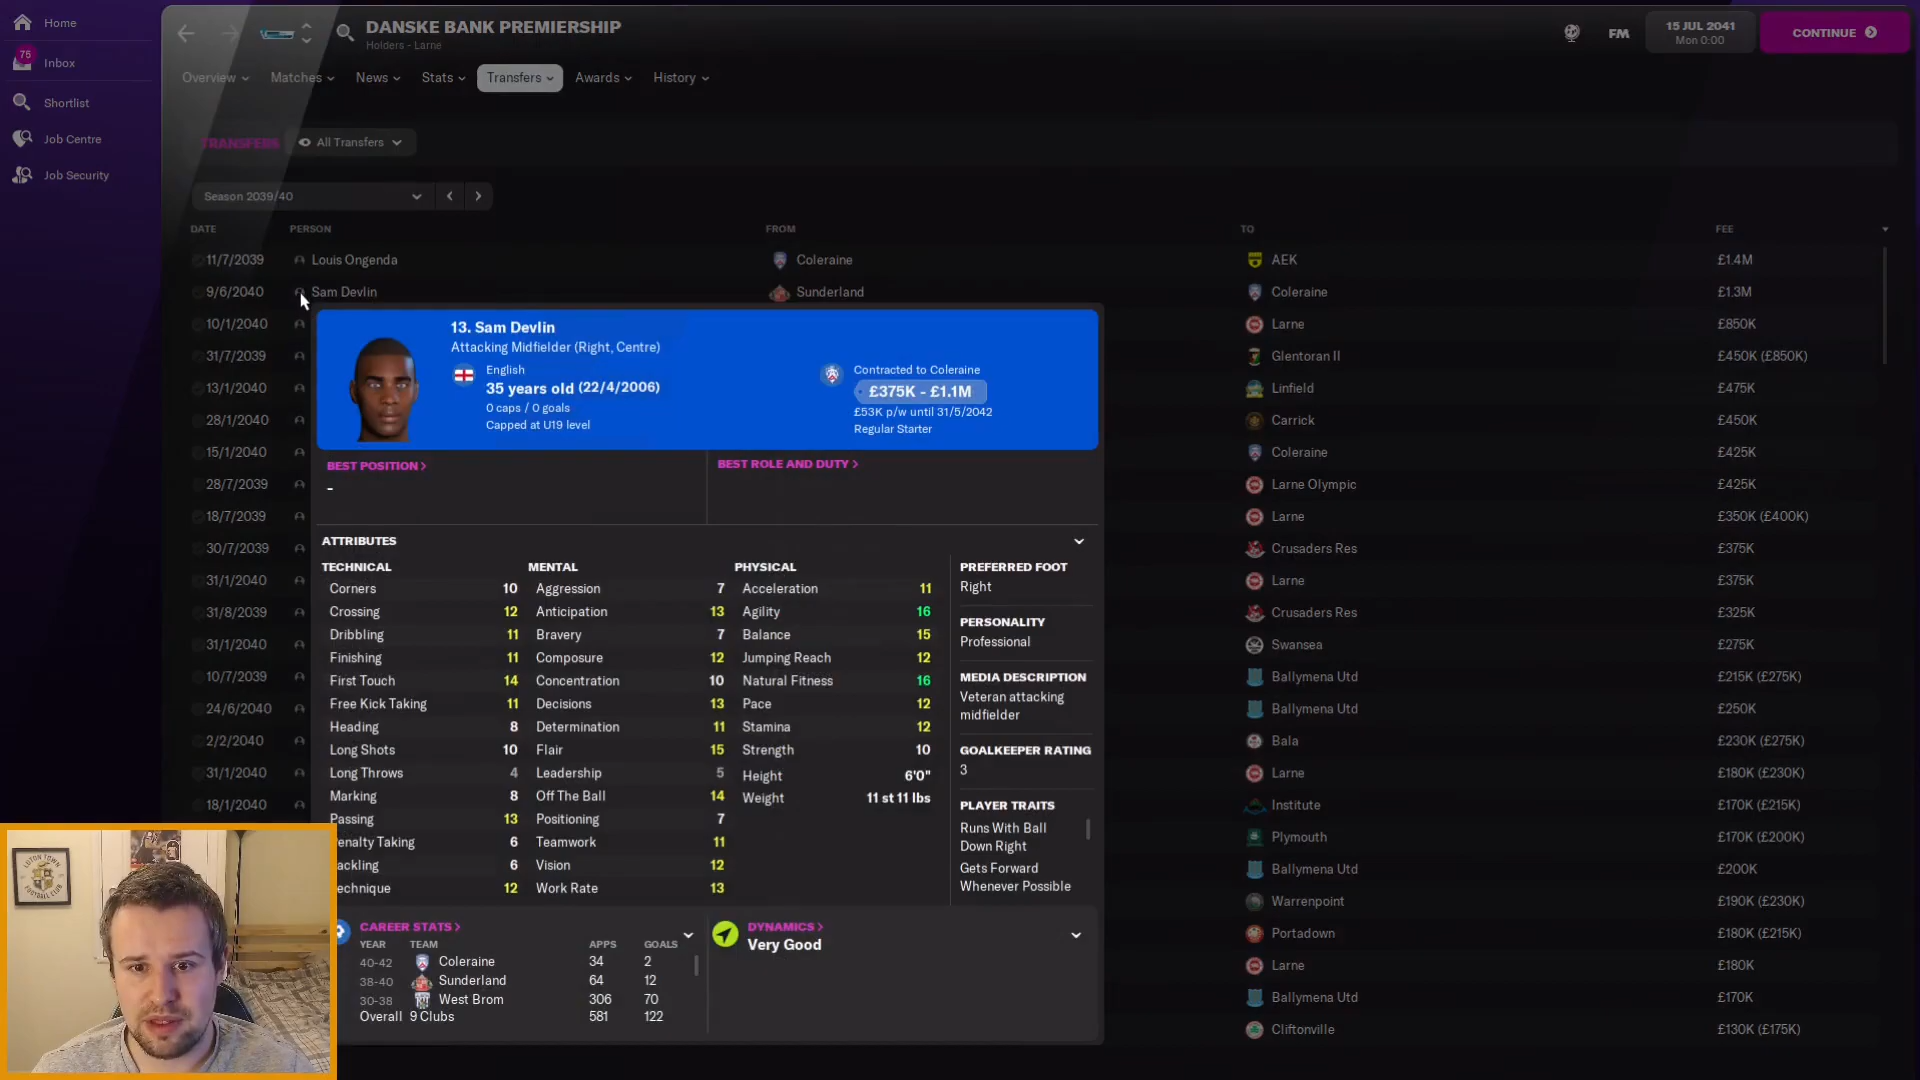 Home
75
Inbox
Shortlist
Job Centre
Job Security
DANSKE BANK PREMIERSHIP
Holders - Larne
FM
15 JUL 2041
Mon 0:00
CONTINUE
Overview Matches News Stats Transfers Awards History
TRANSFERS All Transfers
Season 2039/40
DATE PERSON FROM TO FEE
11/7/2039 Louis Ongenda Coleraine AEK £1.4M
9/6/2040 Sam Devlin Sunderland Coleraine £1.3M
10/1/2040 Larne £850K
31/7/2039 Glentoran II £450K (£850K)
13/1/2040 Linfield £475K
28/1/2040 Carrick £450K
15/1/2040 Coleraine £425K
28/7/2039 Larne Olympic £425K
18/7/2039 Larne £350K (£400K)
30/7/2039 Crusaders Res £375K
31/1/2040 Larne £375K
31/8/2039 Crusaders Res £325K
31/1/2040 Swansea £275K
10/7/2039 Ballymena Utd £215K (£275K)
24/6/2040 Ballymena Utd £250K
2/2/2040 Bala £230K (£275K)
31/1/2040 Larne £180K (£230K)
18/1/2040 Institute £170K (£215K)
Plymouth £170K (£200K)
Ballymena Utd £200K
Warrenpoint £190K (£230K)
Portadown £180K (£215K)
Larne £180K
Ballymena Utd £170K
Cliftonville £130K (£175K)
13. Sam Devlin
Attacking Midfielder (Right, Centre)
English
35 years old (22/4/2006)
0 caps / 0 goals
Capped at U19 level
Contracted to Coleraine
£375K - £1.1M
£53K p/w until 31/5/2042
Regular Starter
BEST POSITION >
-
BEST ROLE AND DUTY >
ATTRIBUTES
TECHNICAL MENTAL PHYSICAL
Corners 10 Aggression 7 Acceleration 11
Crossing 12 Anticipation 13 Agility 16
Dribbling 11 Bravery 7 Balance 15
Finishing 11 Composure 12 Jumping Reach 12
First Touch 14 Concentration 10 Natural Fitness 16
Free Kick Taking 11 Decisions 13 Pace 12
Heading 8 Determination 11 Stamina 12
Long Shots 10 Flair 15 Strength 10
Long Throws 4 Leadership 5 Height 6'0"
Marking 8 Off The Ball 14 Weight 11 st 11 lbs
Passing 13 Positioning 7
enalty Taking 6 Teamwork 11
ackling 6 Vision 12
echnique 12 Work Rate 13
PREFERRED FOOT
Right
PERSONALITY
Professional
MEDIA DESCRIPTION
Veteran attacking
midfielder
GOALKEEPER RATING
3
PLAYER TRAITS
Runs With Ball
Down Right
Gets Forward
Whenever Possible
CAREER STATS >
YEAR TEAM APPS GOALS
40-42 Coleraine 34 2
38-40 Sunderland 64 12
30-38 West Brom 306 70
Overall 9 Clubs 581 122
DYNAMICS >
Very Good
LUTON TOWN